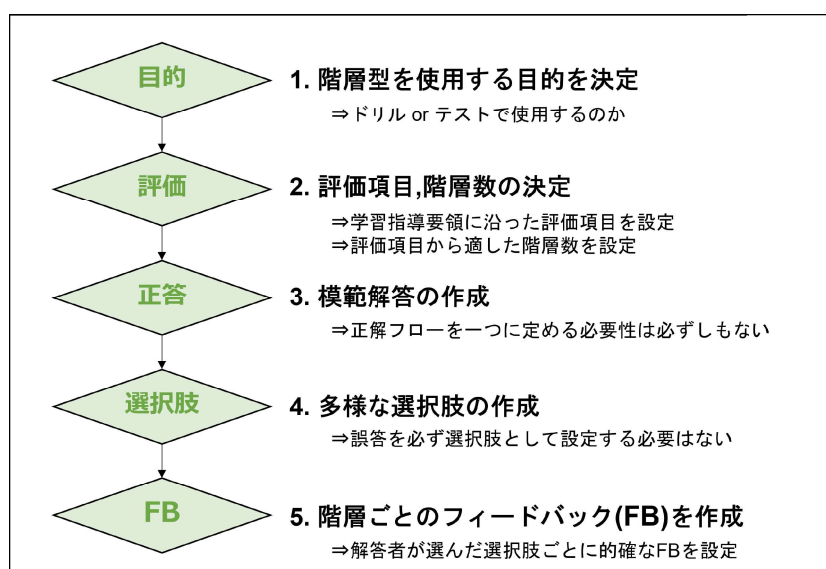 目的
1. 階層型を使用する目的を決定
⇒ドリル or テストで使用するのか
評価
2. 評価項目,階層数の決定
⇒学習指導要領に沿った評価項目を設定
⇒評価項目から適した階層数を設定
正答
3. 模範解答の作成
⇒正解フローを一つに定める必要性は必ずしもない
選択肢
4. 多様な選択肢の作成
⇒誤答を必ず選択肢として設定する必要はない
FB
5. 階層ごとのフィードバック(FB)を作成
⇒解答者が選んだ選択肢ごとに的確なFBを設定